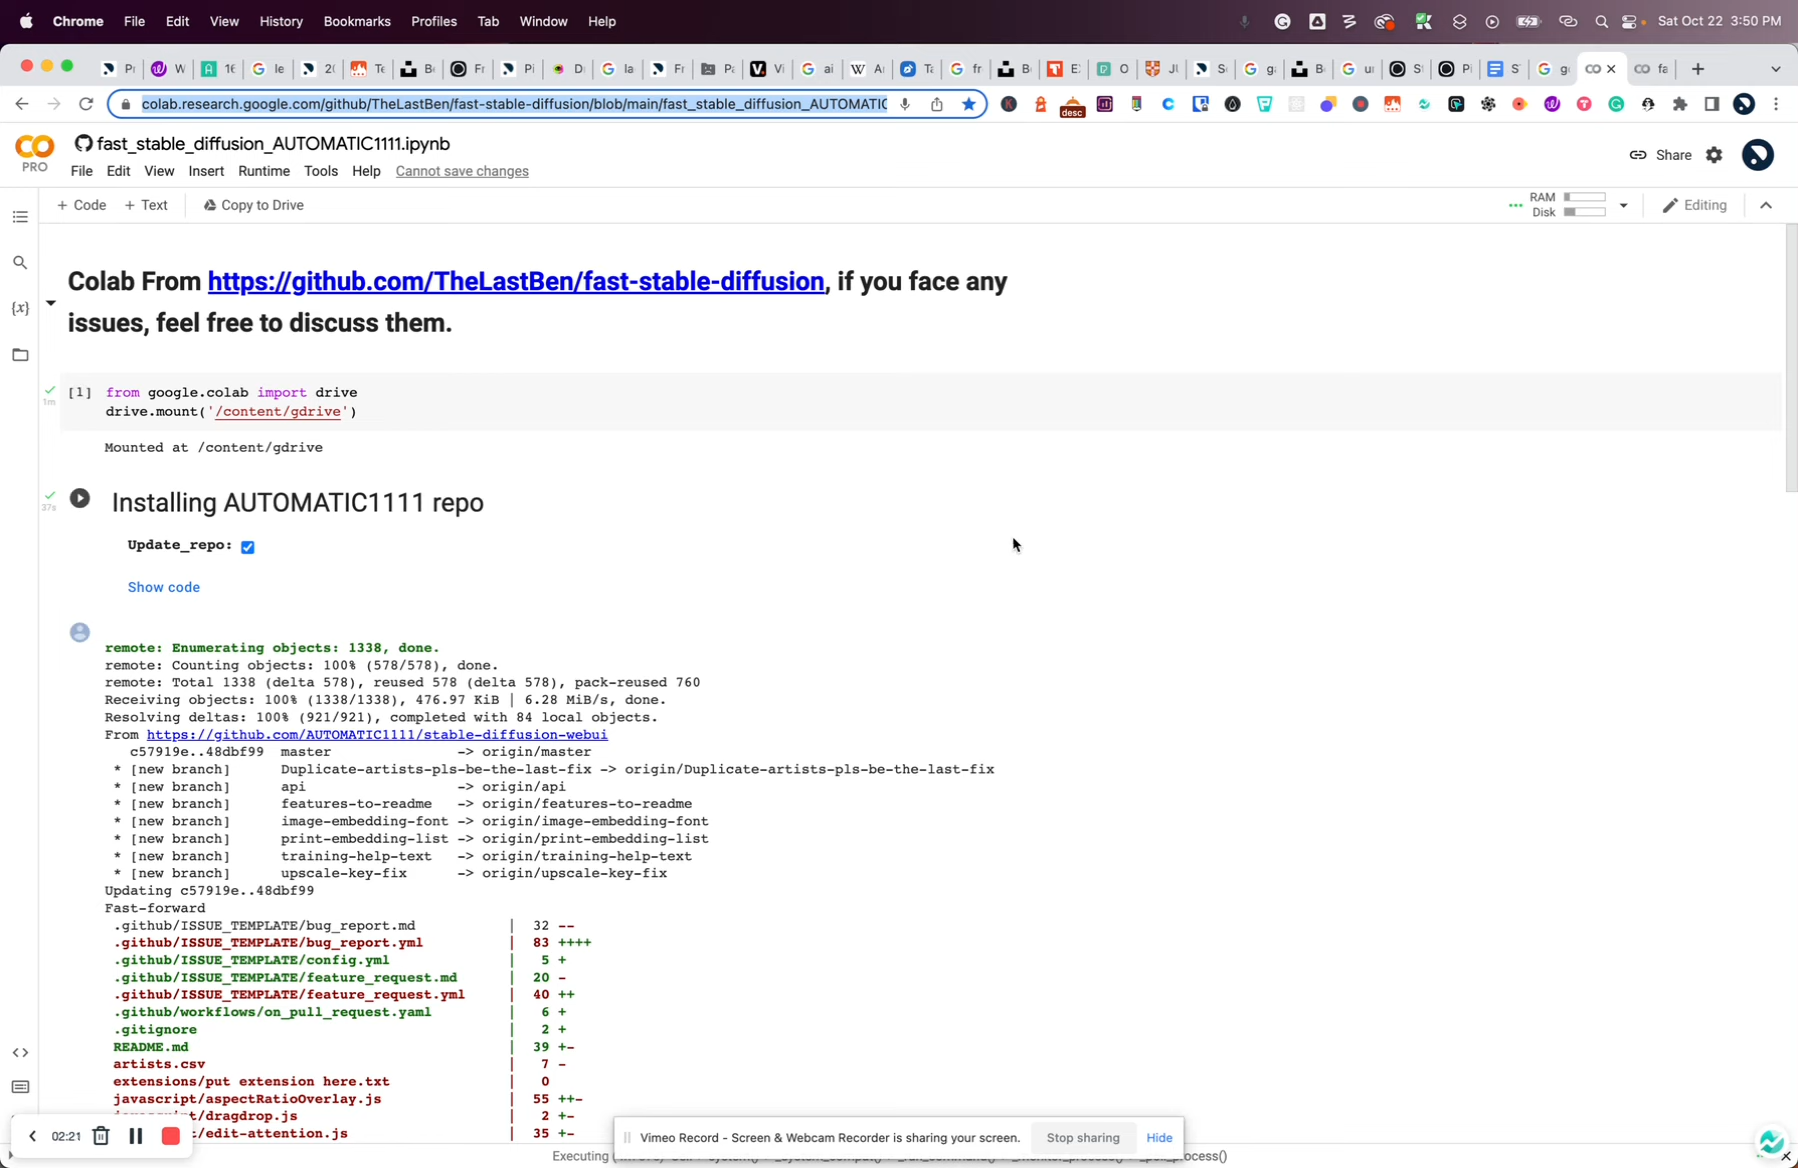 Chrome File Edit View History Bookmarks Profiles Tab Window Help Sat Oct 22 3:50 PM
colab.research.google.com/github/TheLastBen/fast-stable-diffusion/blob/main/fast_stable_diffusion_AUTOMATIC
desc
PRO
fast_stable_diffusion_AUTOMATIC1111.ipynb
Share
File Edit View Insert Runtime Tools Help Cannot save changes
+ Code + Text Copy to Drive
RAM
Disk
Editing
Colab From https://github.com/TheLastBen/fast-stable-diffusion, if you face any
issues, feel free to discuss them.
{x}
1m
[1] from google.colab import drive
drive.mount('/content/gdrive')
Mounted at /content/gdrive
37s
Installing AUTOMATIC1111 repo
Update_repo:
Show code
remote: Enumerating objects: 1338, done.
remote: Counting objects: 100% (578/578), done.
remote: Total 1338 (delta 578), reused 578 (delta 578), pack-reused 760
Receiving objects: 100% (1338/1338), 476.97 KiB | 6.28 MiB/s, done.
Resolving deltas: 100% (921/921), completed with 84 local objects.
From https://github.com/AUTOMATIC1111/stable-diffusion-webui
c57919e..48dbf99 master -> origin/master
* [new branch] Duplicate-artists-pls-be-the-last-fix -> origin/Duplicate-artists-pls-be-the-last-fix
* [new branch] api -> origin/api
* [new branch] features-to-readme -> origin/features-to-readme
* [new branch] image-embedding-font -> origin/image-embedding-font
* [new branch] print-embedding-list -> origin/print-embedding-list
* [new branch] training-help-text -> origin/training-help-text
* [new branch] upscale-key-fix -> origin/upscale-key-fix
Updating c57919e..48dbf99
Fast-forward
.github/ISSUE_TEMPLATE/bug_report.md | 32 --
.github/ISSUE_TEMPLATE/bug_report.yml | 83 ++++
.github/ISSUE_TEMPLATE/config.yml | 5 +
.github/ISSUE_TEMPLATE/feature_request.md | 20 -
.github/ISSUE_TEMPLATE/feature_request.yml | 40 ++
.github/workflows/on_pull_request.yaml | 6 +
.gitignore | 2 +
README.md | 39 +-
artists.csv | 7 -
extensions/put extension here.txt | 0
javascript/aspectRatioOverlay.js | 55 ++-
t/dragdrop.js | 2 +-
t/edit-attention.js | 35 +-
02:21
Vimeo Record - Screen & Webcam Recorder is sharing your screen. Stop sharing Hide